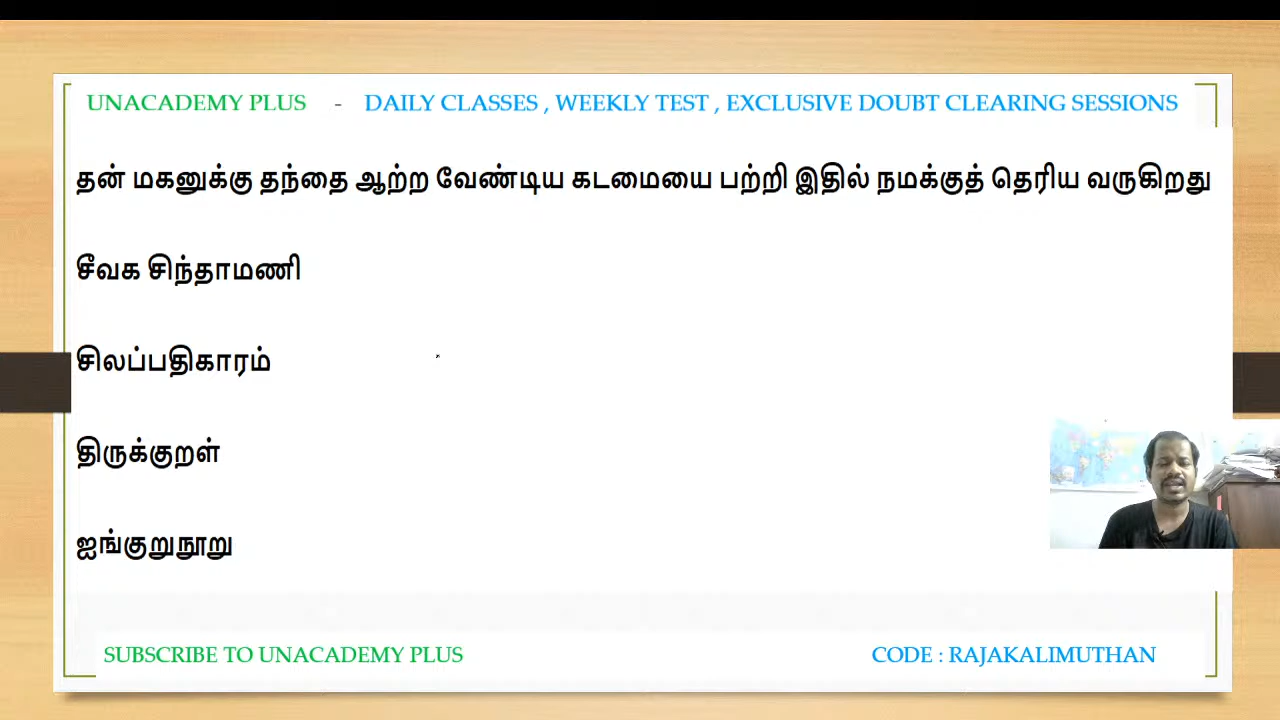 UNACADEMY PLUS - DAILY CLASSES , WEEKLY TEST , EXCLUSIVE DOUBT CLEARING SESSIONS
தன் மகனுக்கு தந்தை ஆற்ற வேண்டிய கடமையை பற்றி இதில் நமக்குத் தெரிய வருகிறது
சீவக சிந்தாமணி
சிலப்பதிகாரம்
திருக்குறள்
ஐங்குறுநூறு
SUBSCRIBE TO UNACADEMY PLUS CODE : RAJAKALIMUTHAN